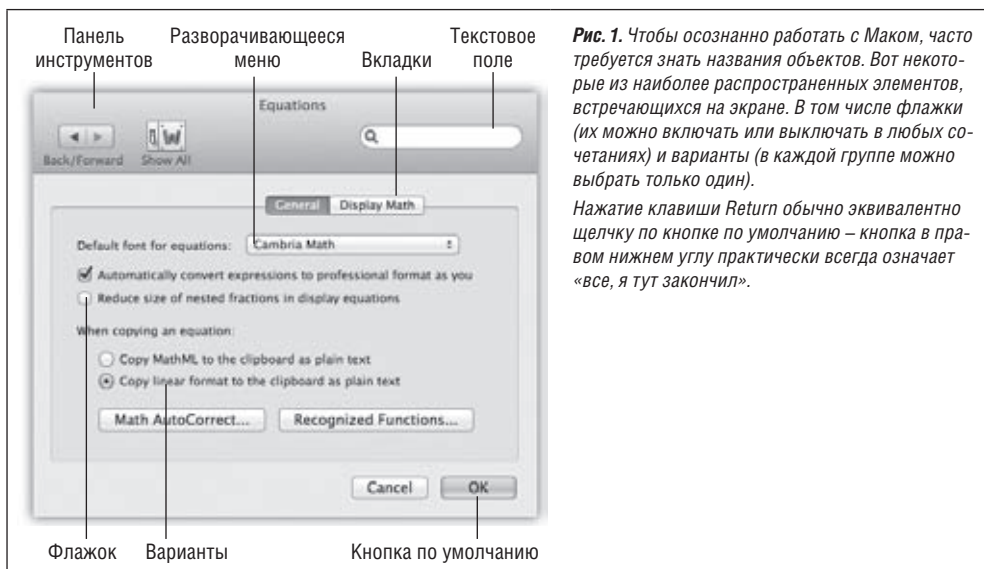 Панель
инструментов
Разворачивающееся
меню
Вкладки
Текстовое
поле
Equations
Back/Forward
Show All
General
Display Math
Default font for equations:
Cambria Math
Automatically convert expressions to professional format as you
Reduce size of nested fractions in display equations
When copying an equation:
Copy MathML to the clipboard as plain text
Copy linear format to the clipboard as plain text
Math AutoCorrect...
Recognized Functions...
Cancel
OK
Флажок
Варианты
Кнопка по умолчанию
Рис. 1. Чтобы осознанно работать с Маком, часто
требуется знать названия объектов. Вот некото-
рые из наиболее распространенных элементов,
встречающихся на экране. В том числе флажки
(их можно включать или выключать в любых со-
четаниях) и варианты (в каждой группе можно
выбрать только один).
Нажатие клавиши Return обычно эквивалентно
щелчку по кнопке по умолчанию – кнопка в пра-
вом нижнем углу практически всегда означает
«все, я тут закончил».